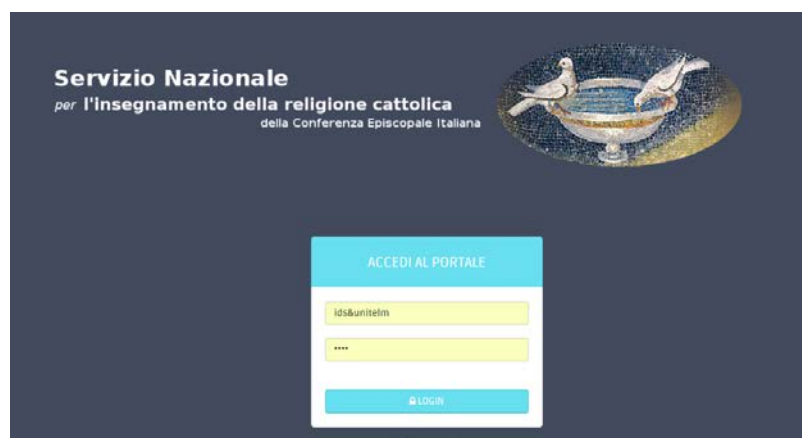 Servizio Nazionale
per l'insegnamento della religione cattolica
della Conferenza Episcopale Italiana
ACCEDI AL PORTALE
ids&unitelm
••••
LOGIN